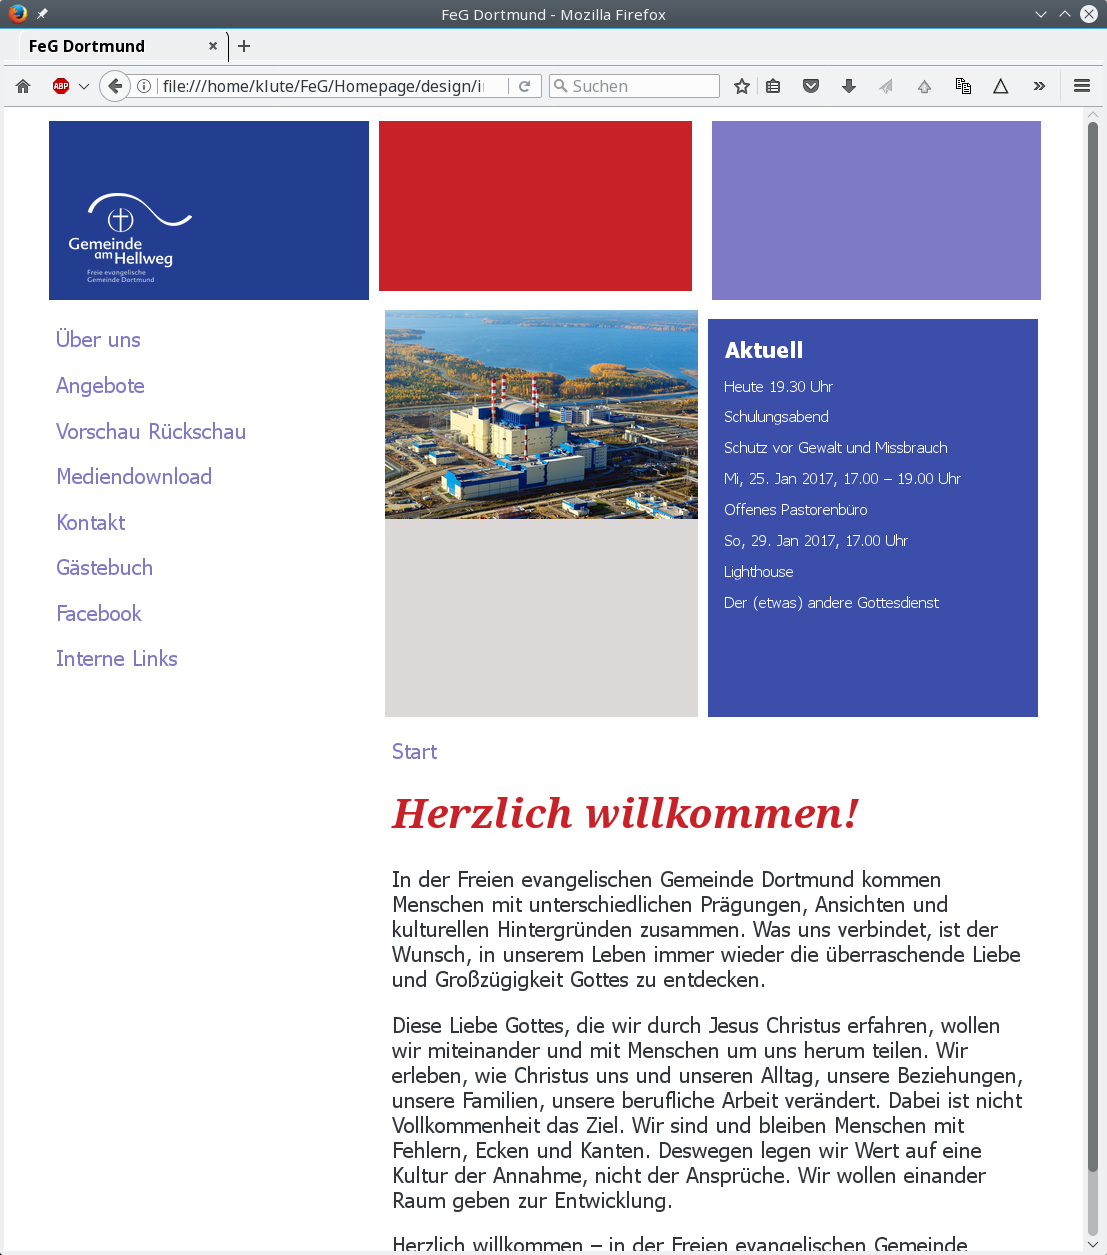 FeG Dortmund - Mozilla Firefox
FeG Dortmund
ABP
file:///home/klute/FeG/Homepage/design/i
Suchen
Gemeinde
am Hellweg
Freie evangelische
Gemeinde Dortmund
Über uns
Angebote
Vorschau Rückschau
Mediendownload
Kontakt
Gästebuch
Facebook
Interne Links
Aktuell
Heute 19.30 Uhr
Schulungsabend
Schutz vor Gewalt und Missbrauch
Mi, 25. Jan 2017, 17.00 – 19.00 Uhr
Offenes Pastorenbüro
So, 29. Jan 2017, 17.00 Uhr
Lighthouse
Der (etwas) andere Gottesdienst
Start
Herzlich willkommen!
In der Freien evangelischen Gemeinde Dortmund kommen
Menschen mit unterschiedlichen Prägungen, Ansichten und
kulturellen Hintergründen zusammen. Was uns verbindet, ist der
Wunsch, in unserem Leben immer wieder die überraschende Liebe
und Großzügigkeit Gottes zu entdecken.
Diese Liebe Gottes, die wir durch Jesus Christus erfahren, wollen
wir miteinander und mit Menschen um uns herum teilen. Wir
erleben, wie Christus uns und unseren Alltag, unsere Beziehungen,
unsere Familien, unsere berufliche Arbeit verändert. Dabei ist nicht
Vollkommenheit das Ziel. Wir sind und bleiben Menschen mit
Fehlern, Ecken und Kanten. Deswegen legen wir Wert auf eine
Kultur der Annahme, nicht der Ansprüche. Wir wollen einander
Raum geben zur Entwicklung.
Herzlich willkommen – in der Freien evangelischen Gemeinde